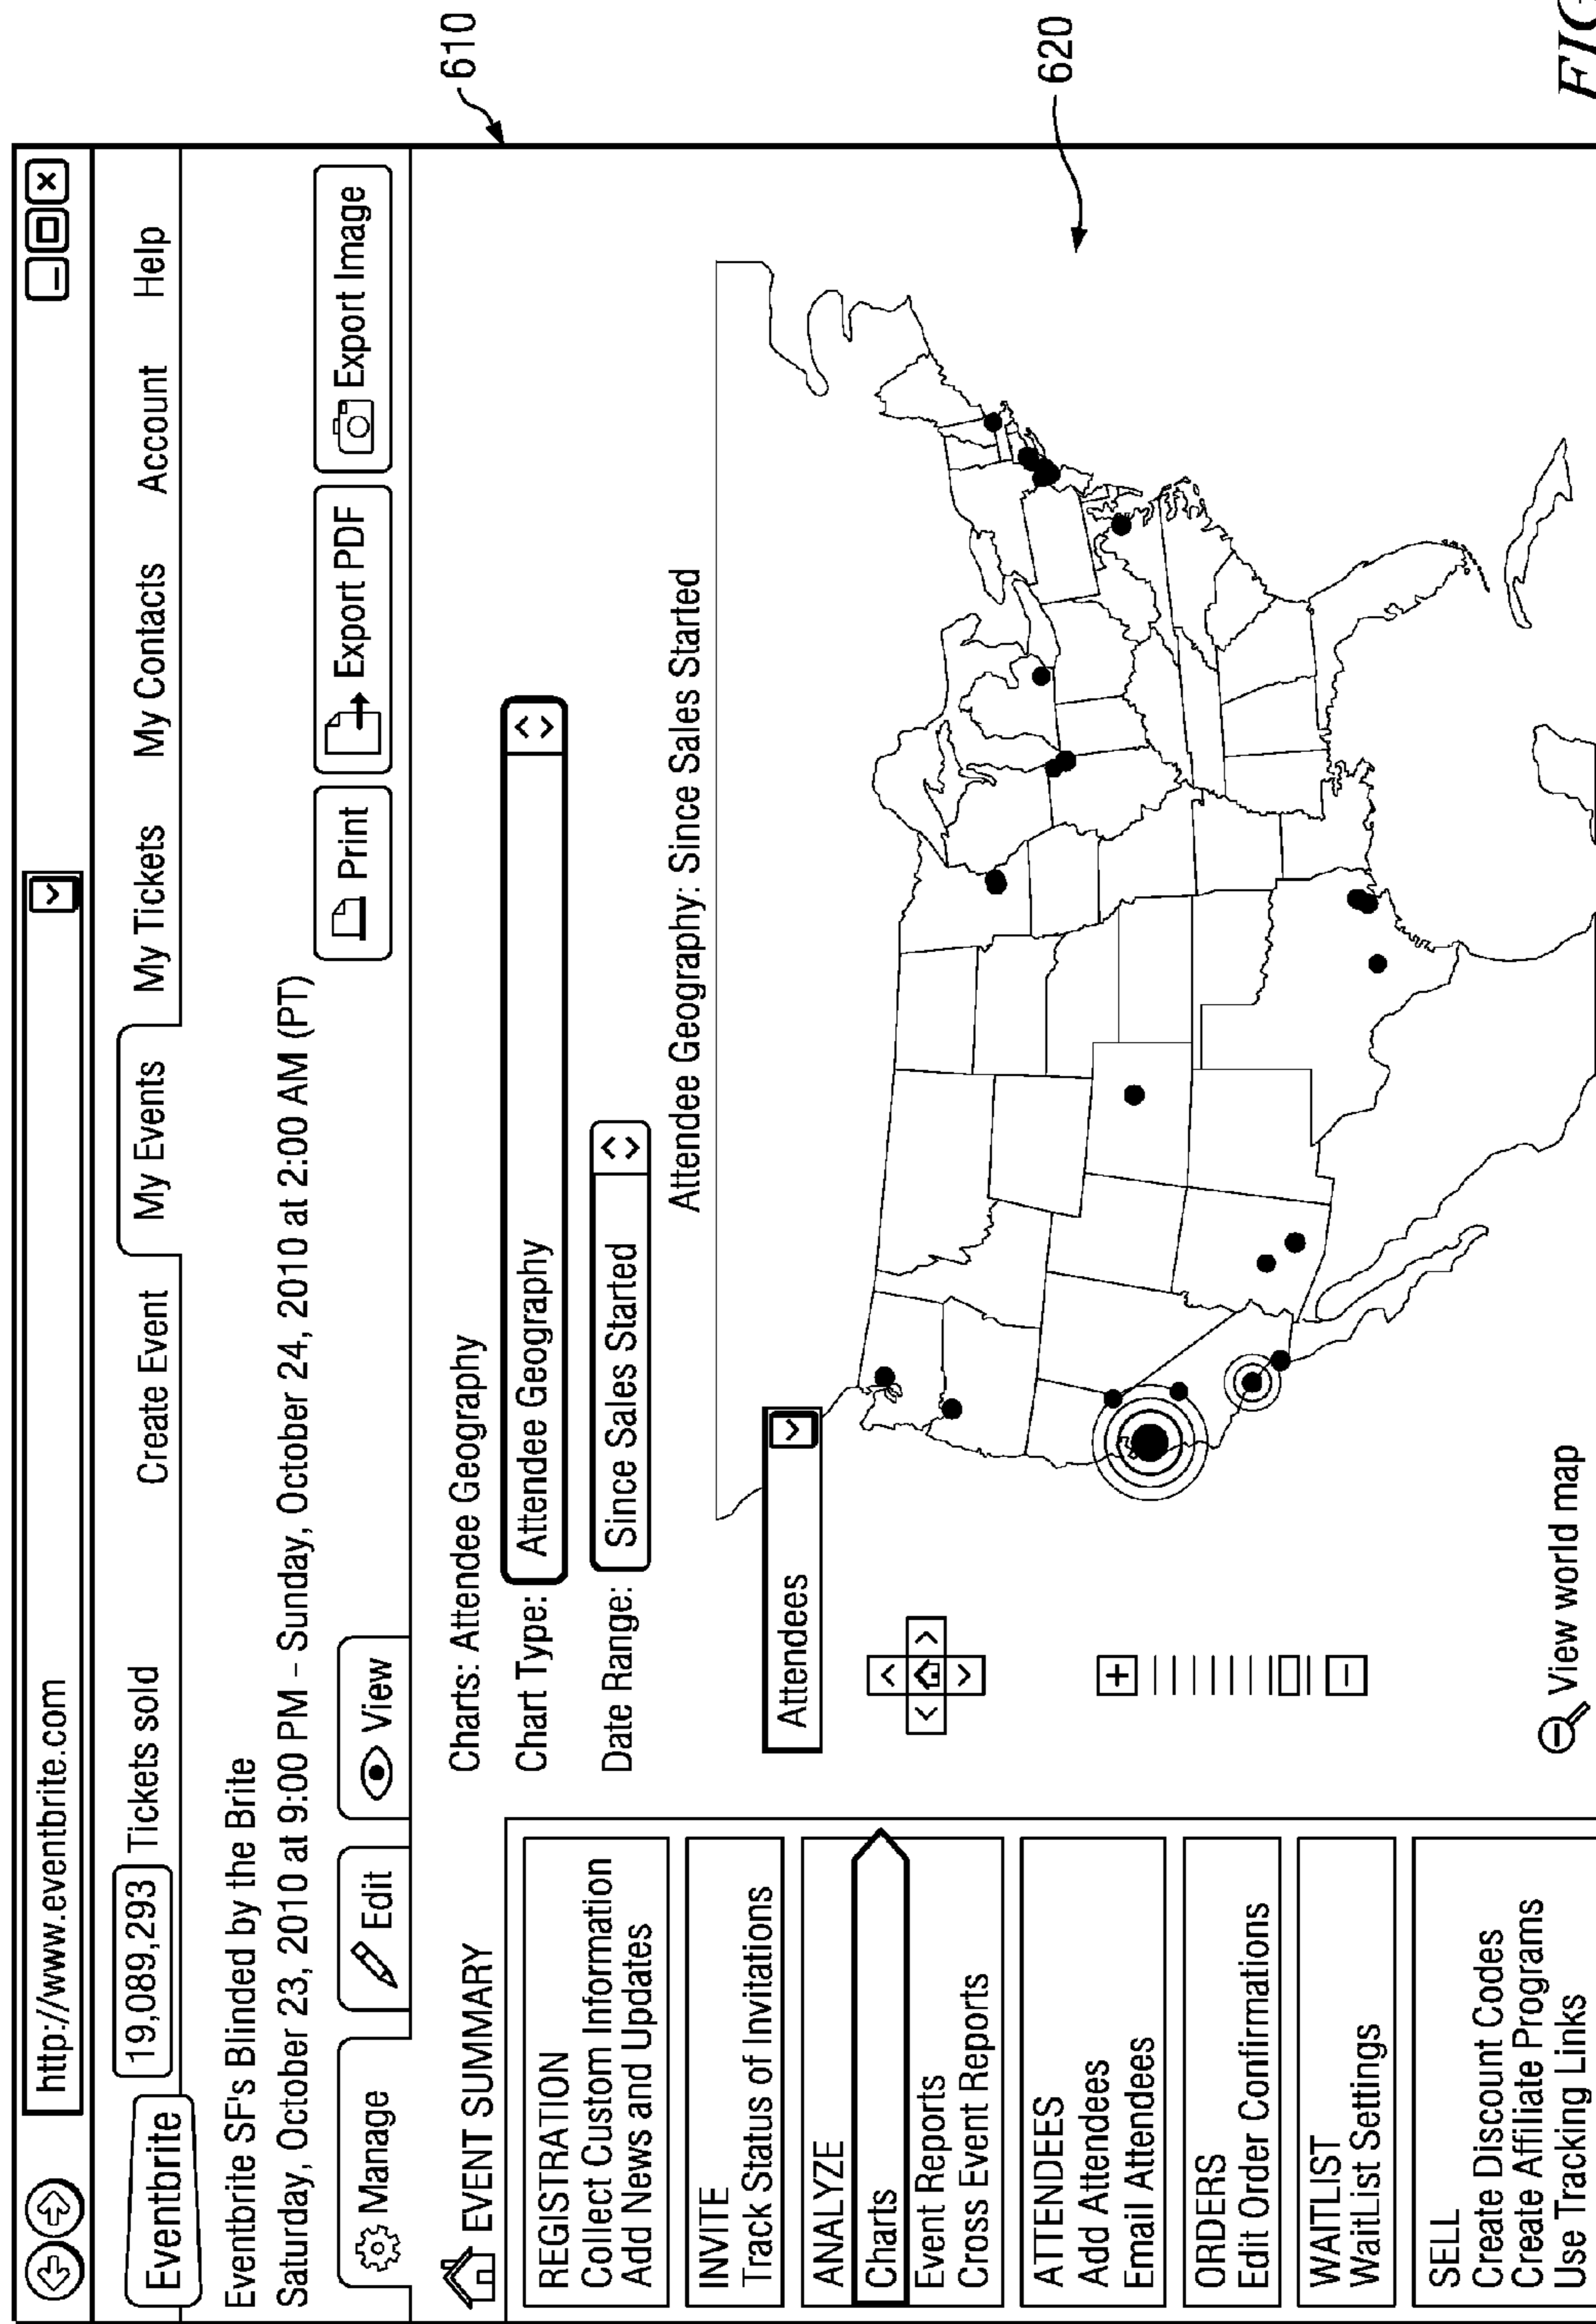 http://www.eventbrite.com
Eventbrite 19,089,293 Tickets sold Create Event My Events My Tickets My Contacts Account Help
Eventbrite SF's Blinded by the Brite
Saturday, October 23, 2010 at 9:00 PM – Sunday, October 24, 2010 at 2:00 AM (PT)
Manage Edit View Print Export PDF Export Image
EVENT SUMMARY
REGISTRATION
Collect Custom Information
Add News and Updates
INVITE
Track Status of Invitations
ANALYZE
Charts
Event Reports
Cross Event Reports
ATTENDEES
Add Attendees
Email Attendees
ORDERS
Edit Order Confirmations
WAITLIST
WaitList Settings
SELL
Create Discount Codes
Create Affiliate Programs
Use Tracking Links
Charts: Attendee Geography
Chart Type: Attendee Geography
Date Range: Since Sales Started
Attendee Geography: Since Sales Started
Attendees
View world map
610
620